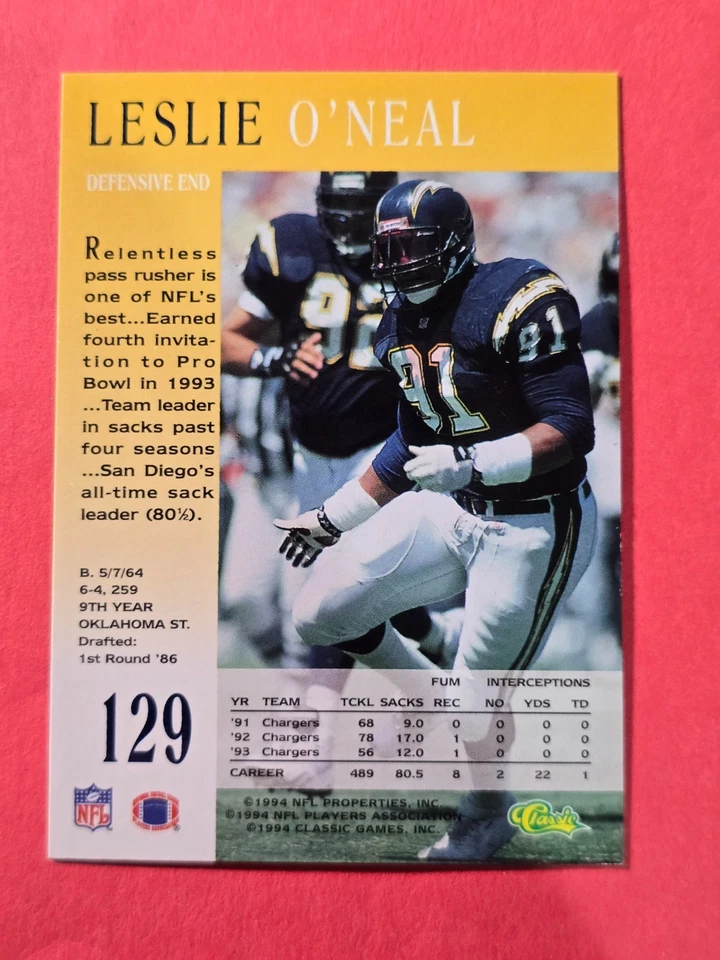 LESLIE O'NEAL
DEFENSIVE END
Relentless
pass rusher is
one of NFL's
best...Earned
fourth invita-
tion to Pro
Bowl in 1993
...Team leader
in sacks past
four seasons
...San Diego's
all-time sack
leader (80½).
92
91
91
B. 5/7/64
6-4, 259
9TH YEAR
OKLAHOMA ST.
Drafted:
1st Round '86
129
FUM INTERCEPTIONS
YR TEAM TCKL SACKS REC NO YDS TD
'91 Chargers 68 9.0 0 0 0 0
'92 Chargers 78 17.0 1 0 0 0
'93 Chargers 56 12.0 1 0 0 0
CAREER 489 80.5 8 2 22 1
NFL
©1994 NFL PROPERTIES, INC.
©1994 NFL PLAYERS ASSOCIATION
©1994 CLASSIC GAMES, INC.
Classic